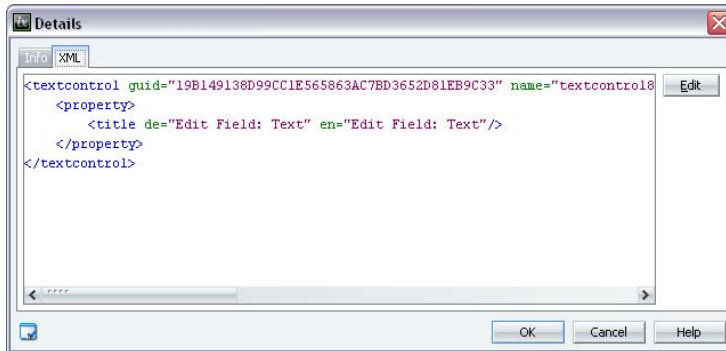 Details
Info XML
<textcontrol guid="19B149138D99CC1E565863AC7BD3652D81EB9C33" name="textcontrol8 Edit
<property>
<title de="Edit Field: Text" en="Edit Field: Text"/>
</property>
</textcontrol>
OK Cancel Help